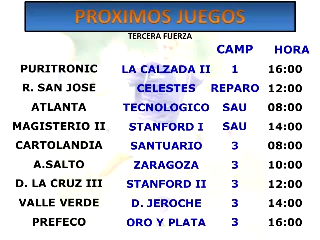 PROXIMOS JUEGOS
TERCERA FUERZA
CAMP HORA
PURITRONIC LA CALZADA II 1 16:00
R. SAN JOSE CELESTES REPARO 12:00
ATLANTA TECNOLOGICO SAU 08:00
MAGISTERIO II STANFORD I SAU 14:00
CARTOLANDIA SANTUARIO 3 08:00
A.SALTO ZARAGOZA 3 10:00
D. LA CRUZ III STANFORD II 3 12:00
VALLE VERDE D. JEROCHE 3 14:00
PREFECO ORO Y PLATA 3 16:00